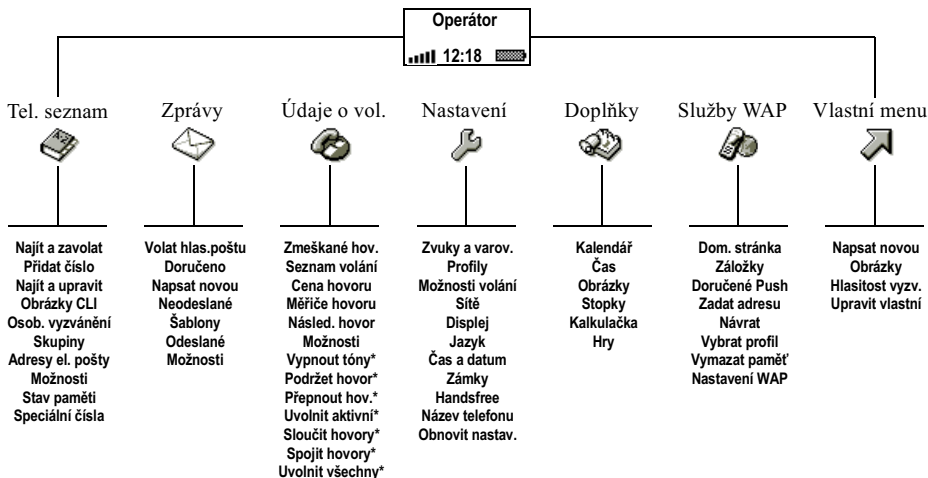 Operátor
12:18
Tel. seznam
Zprávy
Údaje o vol.
Nastavení
Doplňky
Služby WAP
Vlastní menu
Najít a zavolat
Přidat číslo
Najít a upravit
Obrázky CLI
Osob. vyzvánění
Skupiny
Adresy el. pošty
Možnosti
Stav paměti
Speciální čísla
Volat hlas.poštu
Doručeno
Napsat novou
Neodeslané
Šablony
Odeslané
Možnosti
Zmeškané hov.
Seznam volání
Cena hovoru
Měřiče hovoru
Násled. hovor
Možnosti
Vypnout tóny*
Podržet hovor*
Přepnout hov.*
Uvolnit aktivní*
Sloučit hovory*
Spojit hovory*
Uvolnit všechny*
Zvuky a varov.
Profily
Možnosti volání
Sítě
Displej
Jazyk
Čas a datum
Zámky
Handsfree
Název telefonu
Obnovit nastav.
Kalendář
Čas
Obrázky
Stopky
Kalkulačka
Hry
Dom. stránka
Záložky
Doručené Push
Zadat adresu
Návrat
Vybrat profil
Vymazat paměť
Nastavení WAP
Napsat novou
Obrázky
Hlasitost vyzv.
Upravit vlastní